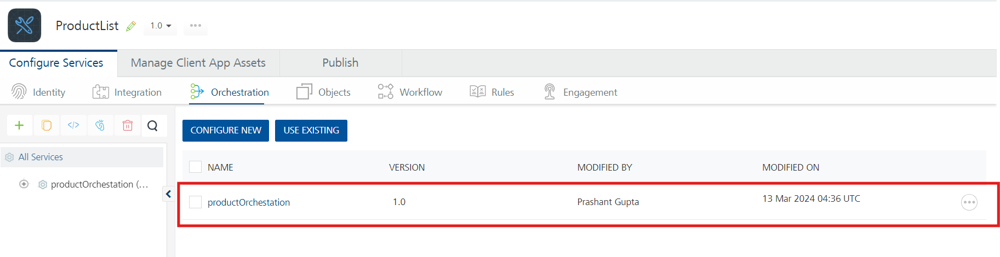 ProductList 1.0
Configure Services Manage Client App Assets Publish
Identity Integration Orchestration Objects Workflow Rules Engagement
CONFIGURE NEW USE EXISTING
All Services
productOrchestation (...
NAME VERSION MODIFIED BY MODIFIED ON
productOrchestation 1.0 Prashant Gupta 13 Mar 2024 04:36 UTC